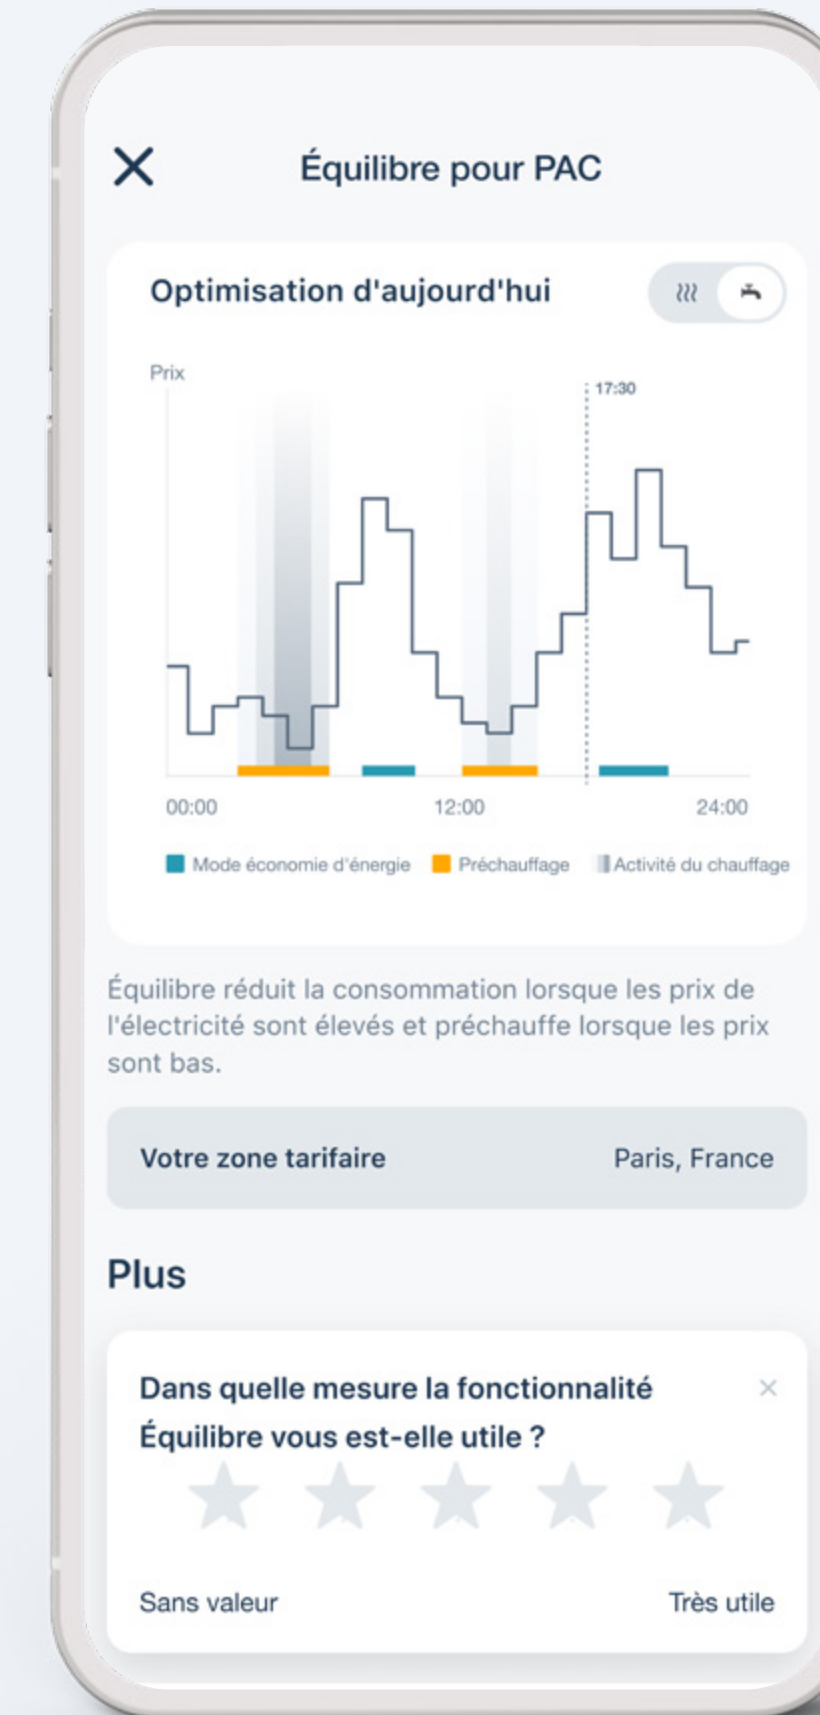 Équilibre pour PAC
Optimisation d'aujourd'hui
Prix
17:30
00:00 12:00 24:00
Mode économie d'énergie Préchauffage Activité du chauffage
Équilibre réduit la consommation lorsque les prix de
l'électricité sont élevés et préchauffe lorsque les prix
sont bas.
Votre zone tarifaire Paris, France
Plus
Dans quelle mesure la fonctionnalité
Équilibre vous est-elle utile ?
Sans valeur Très utile